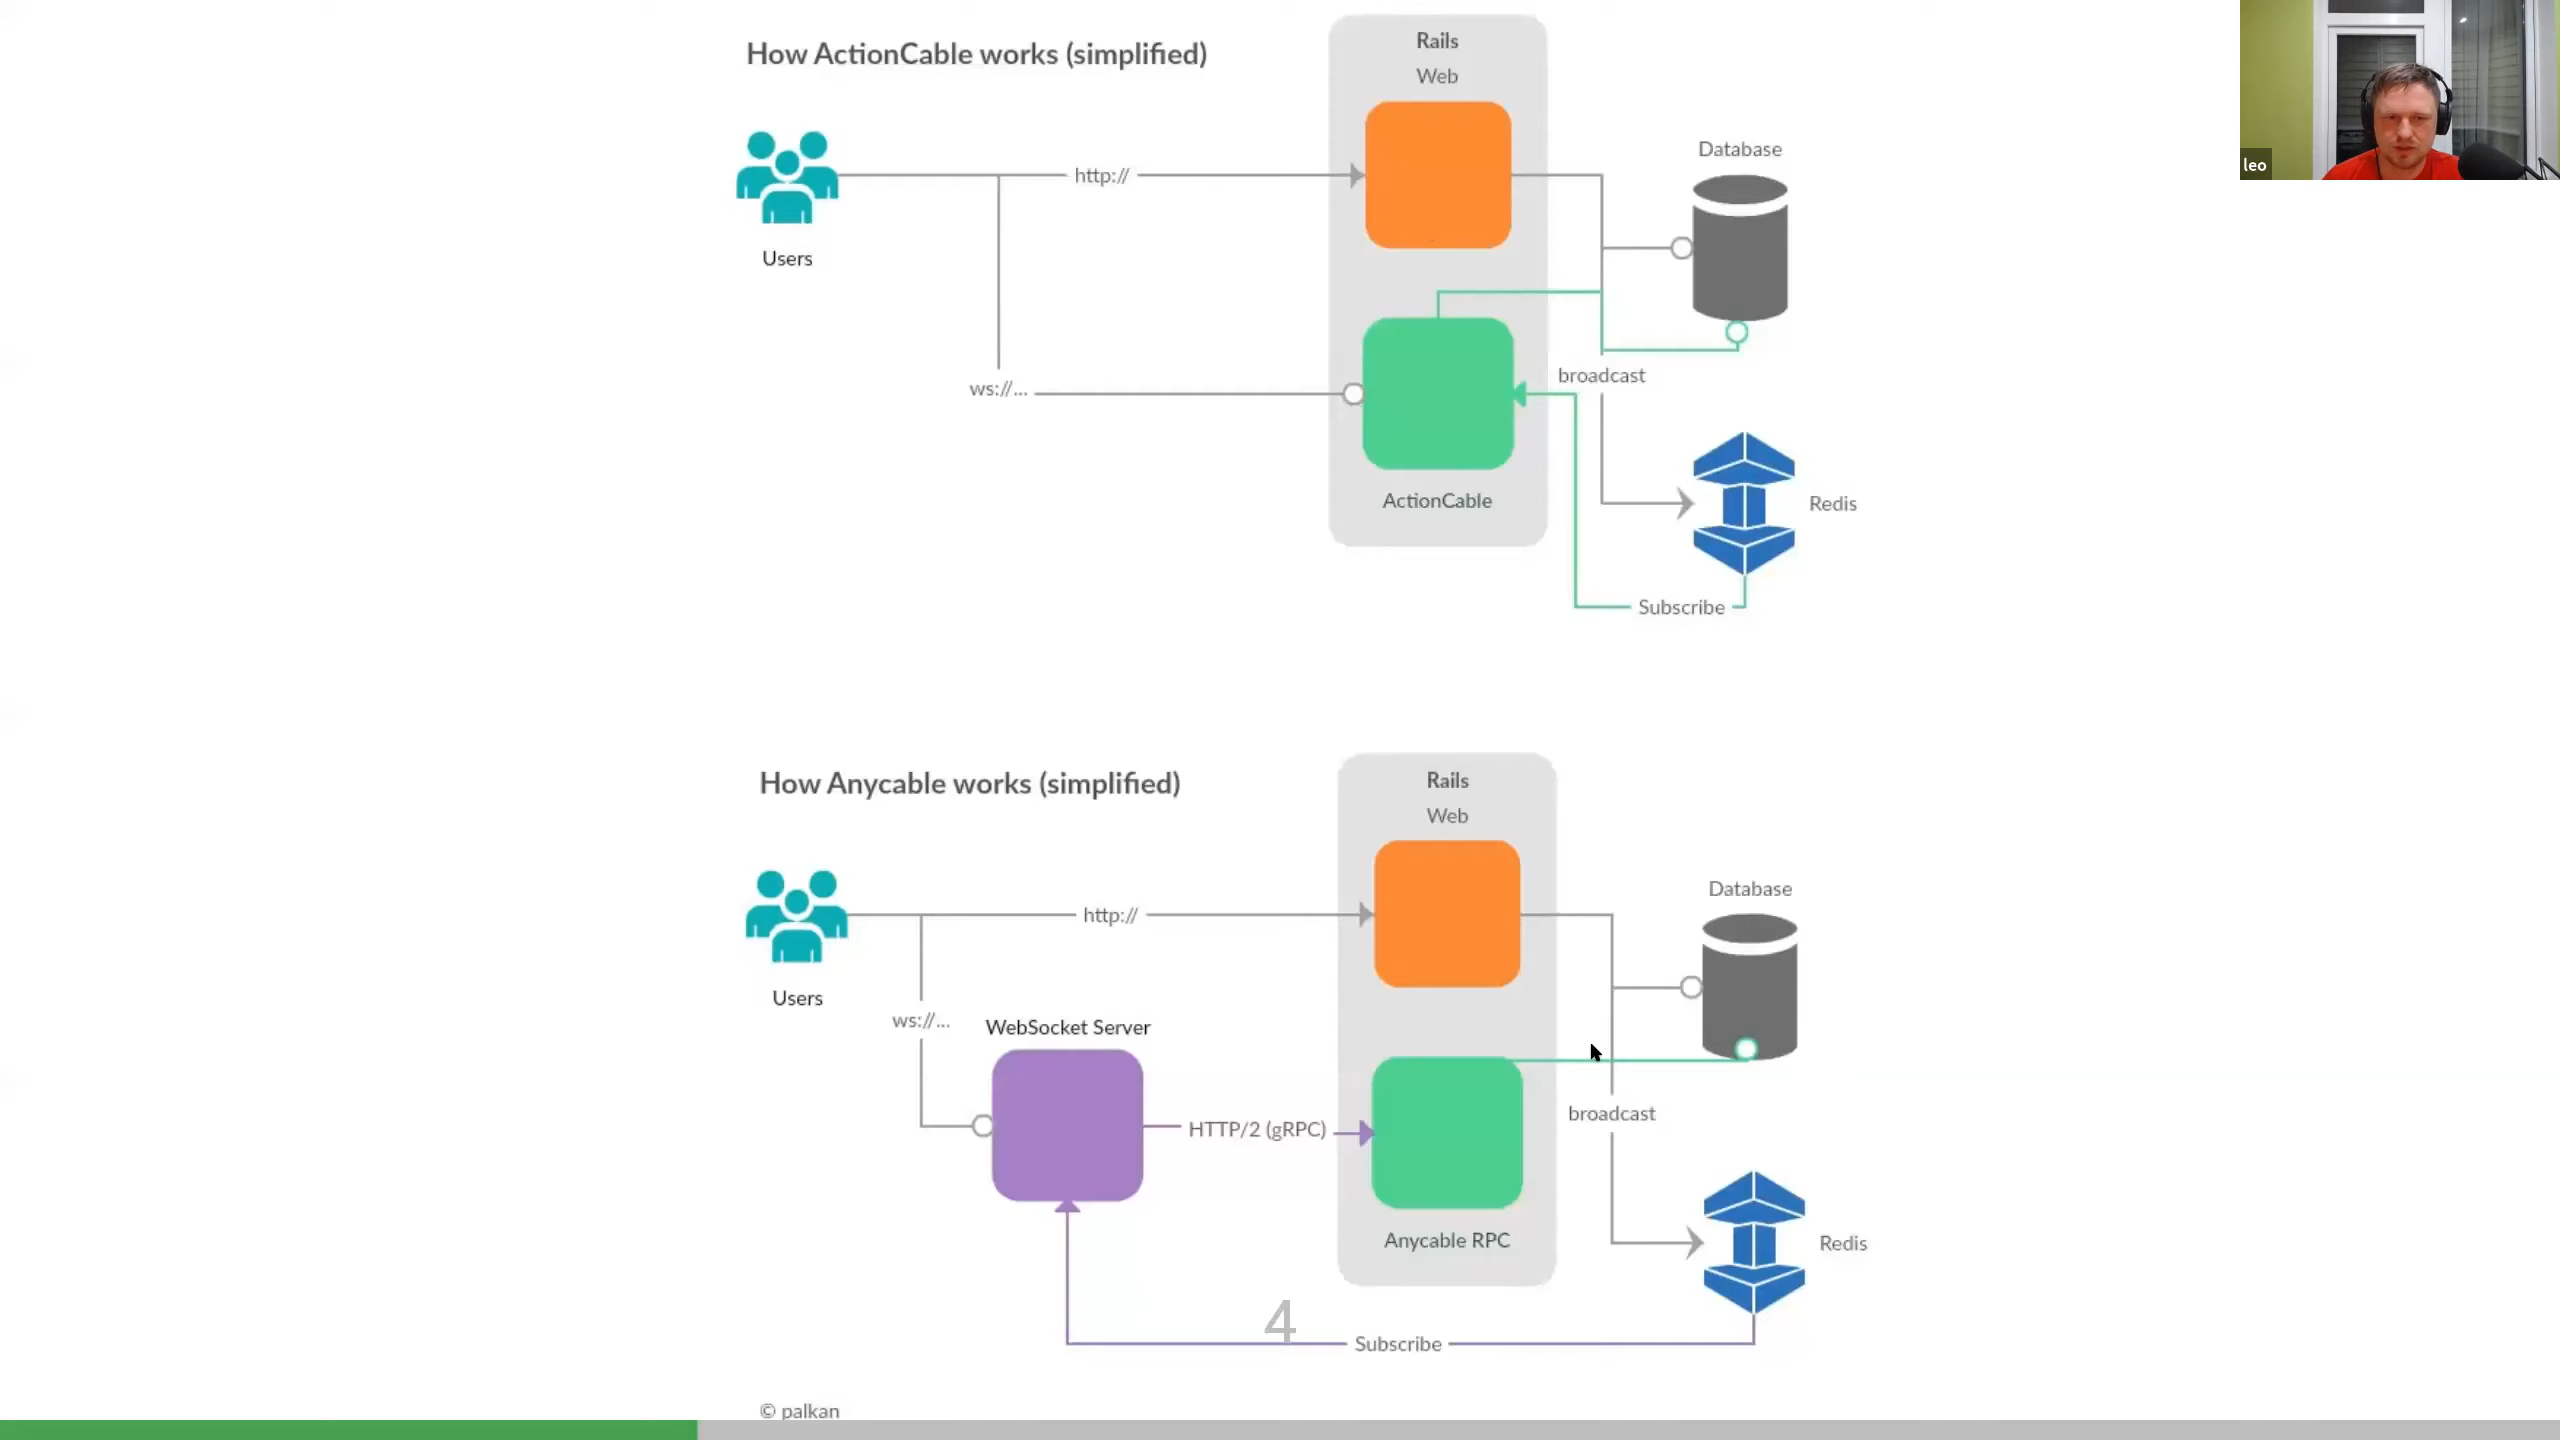 How ActionCable works (simplified)
Rails
Web
leo
http://
Database
Users
ws://...
broadcast
ActionCable
Redis
Subscribe
How Anycable works (simplified)
Rails
Web
http://
Database
Users
ws://...
WebSocket Server
HTTP/2 (gRPC)
broadcast
Anycable RPC
Redis
4
Subscribe
© palkan